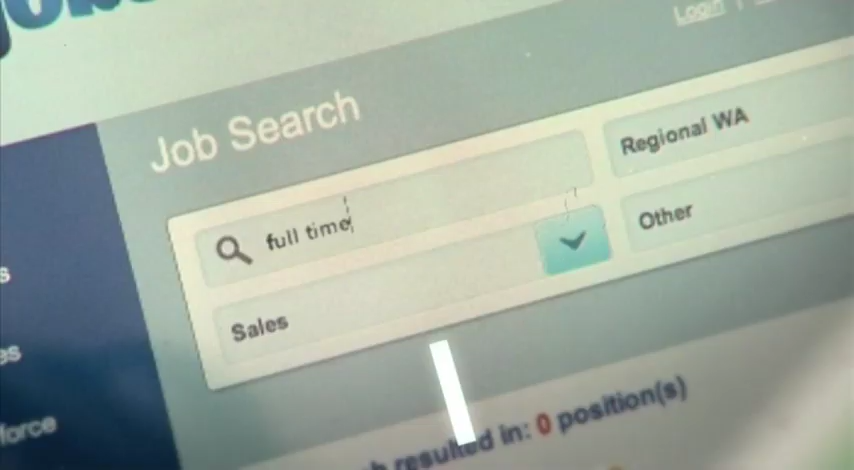 Login
Job Search
full time
Regional WA
Sales
Other
resulted in: 0 position(s)